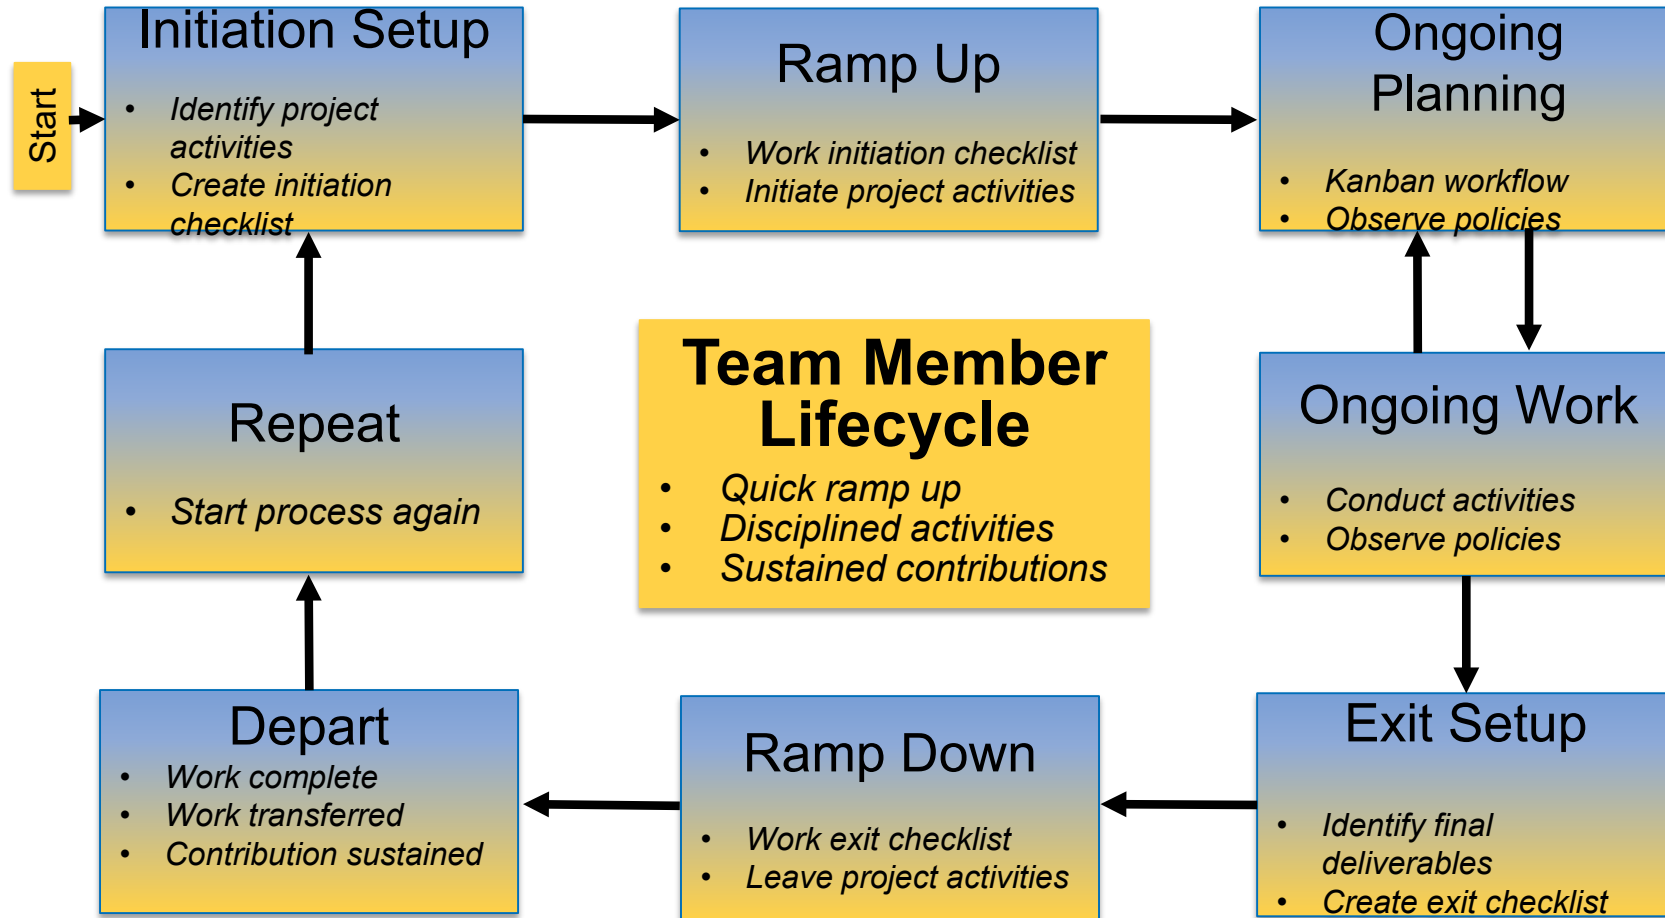 Start
Initiation Setup
• Identify project
activities
• Create initiation
checklist
Ramp Up
• Work initiation checklist
• Initiate project activities
Ongoing
Planning
• Kanban workflow
• Observe policies
Repeat
• Start process again
Team Member
Lifecycle
• Quick ramp up
• Disciplined activities
• Sustained contributions
Ongoing Work
• Conduct activities
• Observe policies
Depart
• Work complete
• Work transferred
• Contribution sustained
Ramp Down
• Work exit checklist
• Leave project activities
Exit Setup
• Identify final
deliverables
• Create exit checklist